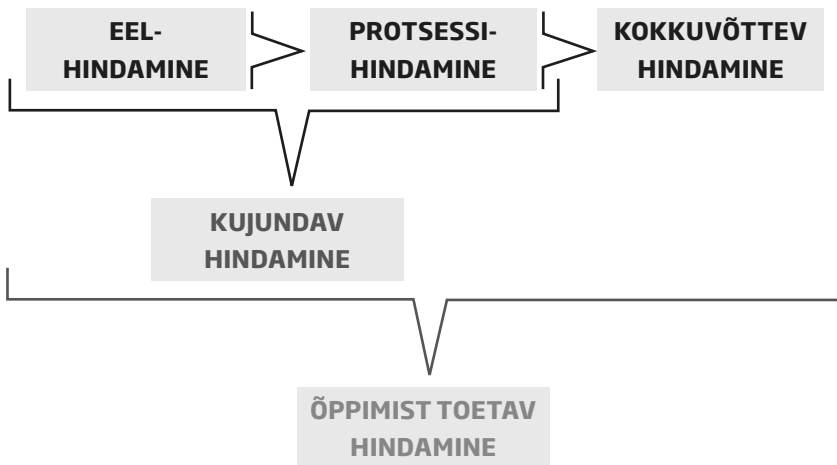 EEL-
HINDAMINE
PROTSESSI-
HINDAMINE
KOKKUVÕTTEV
HINDAMINE
KUJUNDAV
HINDAMINE
ÕPPIMIST TOETAV
HINDAMINE